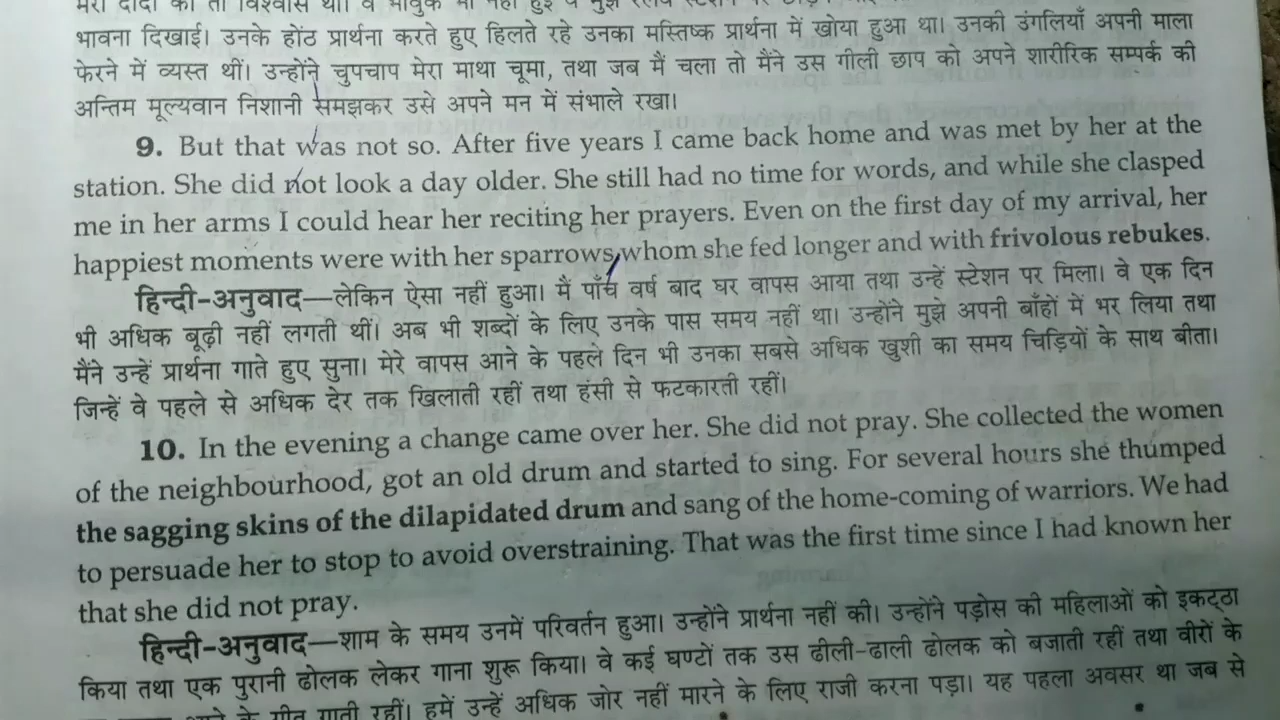 भावना दिखाई। उनके होंठ प्रार्थना करते हुए हिलते रहे उनका मस्तिष्क प्रार्थना में खोया हुआ था। उनकी उंगलियाँ अपनी माला
फेरने में व्यस्त थीं। उन्होंने चुपचाप मेरा माथा चूमा, तथा जब मैं चला तो मैंने उस गीली छाप को अपने शारीरिक सम्पर्क की
अन्तिम मूल्यवान निशानी समझकर उसे अपने मन में संभाले रखा।
9. But that was not so. After five years I came back home and was met by her at the
station. She did not look a day older. She still had no time for words, and while she clasped
me in her arms I could hear her reciting her prayers. Even on the first day of my arrival, her
happiest moments were with her sparrows whom she fed longer and with frivolous rebukes.
हिन्दी-अनुवाद—लेकिन ऐसा नहीं हुआ। मैं पाँच वर्ष बाद घर वापस आया तथा उन्हें स्टेशन पर मिला। वे एक दिन
भी अधिक बूढ़ी नहीं लगती थीं। अब भी शब्दों के लिए उनके पास समय नहीं था। उन्होंने मुझे अपनी बाँहों में भर लिया तथा
मैंने उन्हें प्रार्थना गाते हुए सुना। मेरे वापस आने के पहले दिन भी उनका सबसे अधिक खुशी का समय चिड़ियों के साथ बीता।
जिन्हें वे पहले से अधिक देर तक खिलाती रहीं तथा हंसी से फटकारती रहीं।
10. In the evening a change came over her. She did not pray. She collected the women
of the neighbourhood, got an old drum and started to sing. For several hours she thumped
the sagging skins of the dilapidated drum and sang of the home-coming of warriors. We had
to persuade her to stop to avoid overstraining. That was the first time since I had known her
that she did not pray.
हिन्दी-अनुवाद—शाम के समय उनमें परिवर्तन हुआ। उन्होंने प्रार्थना नहीं की। उन्होंने पड़ोस की महिलाओं को इकट्ठा
किया तथा एक पुरानी ढोलक लेकर गाना शुरू किया। वे कई घण्टों तक उस ढीली-ढाली ढोलक को बजाती रहीं तथा वीरों के
के गीत गाती रहीं। हमें उन्हें अधिक जोर नहीं मारने के लिए राजी करना पड़ा। यह पहला अवसर था जब से